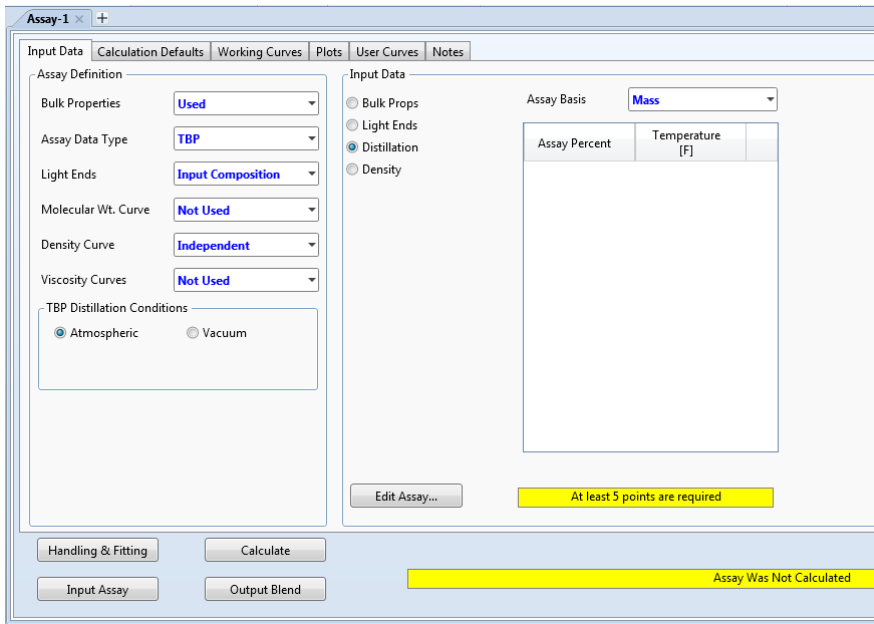 Assay-1 × +
Input Data Calculation Defaults Working Curves Plots User Curves Notes
Assay Definition
Bulk Properties Used
Assay Data Type TBP
Light Ends Input Composition
Molecular Wt. Curve Not Used
Density Curve Independent
Viscosity Curves Not Used
TBP Distillation Conditions
Atmospheric Vacuum
Input Data
Bulk Props
Light Ends
Distillation
Density
Assay Basis Mass
Assay Percent Temperature
[F]
Edit Assay... At least 5 points are required
Handling & Fitting Calculate
Assay Was Not Calculated
Input Assay Output Blend